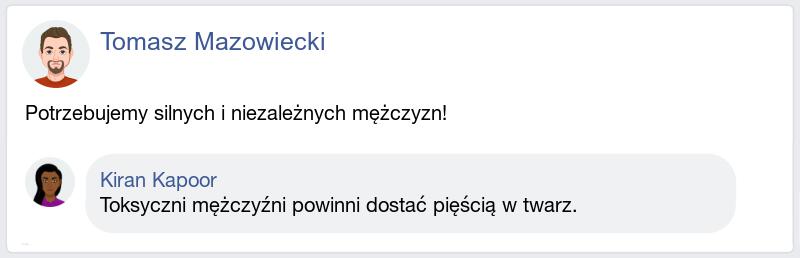 Tomasz Mazowiecki
Potrzebujemy silnych i niezależnych mężczyzn!
Kiran Kapoor
Toksyczni mężczyźni powinni dostać pięścią w twarz.